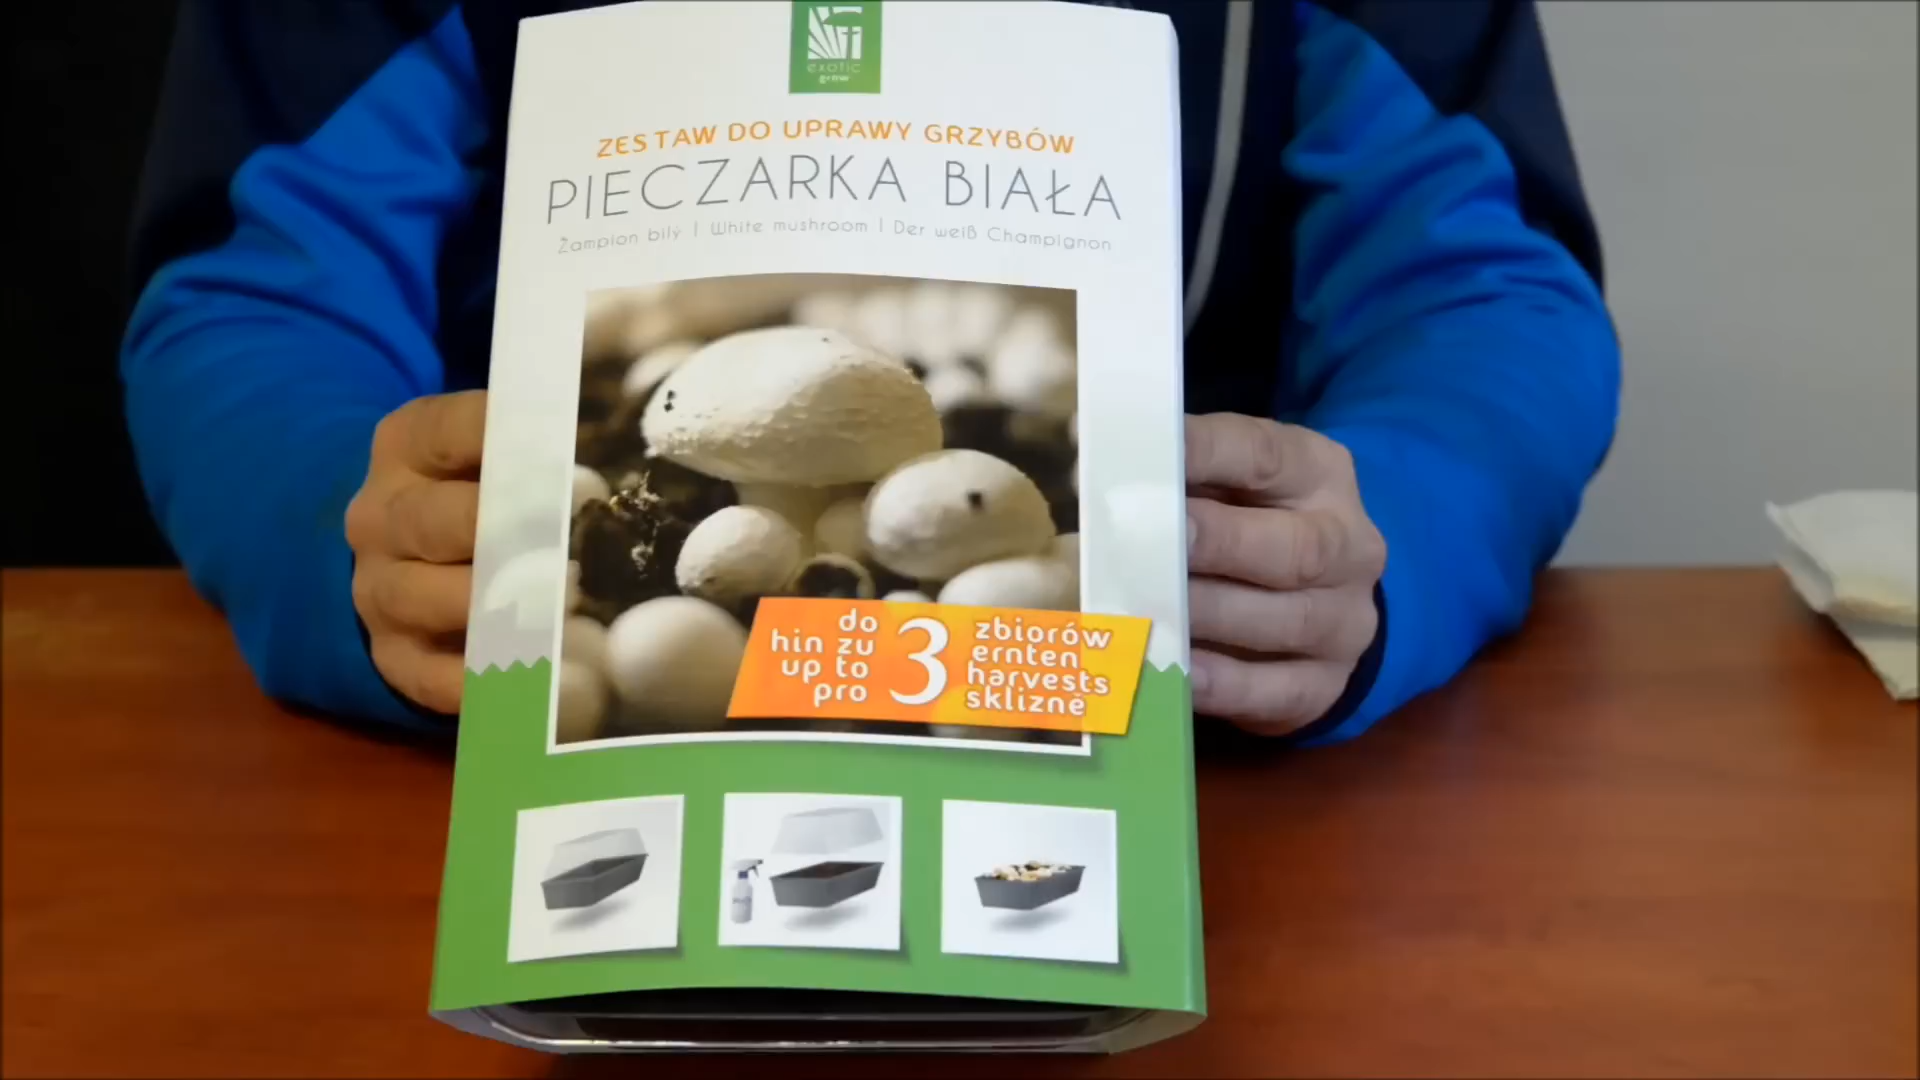 exotic
grow
ZESTAW DO UPRAWY GRZYBÓW
PIECZARKA BIAŁA
Žampion bílý | White mushroom | Der weiß Champignon
do
hin zu
up to
pro
3
zbiorów
ernten
harvests
sklizně